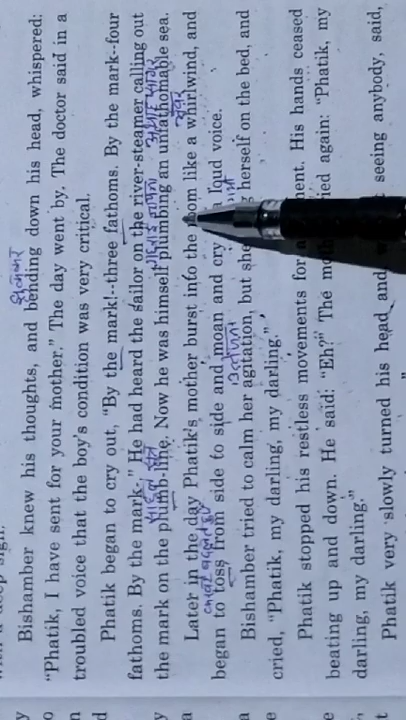 Bishamber knew his thoughts, and bending down his head, whispered:
"Phatik, I have sent for your mother." The day went by. The doctor said in a
troubled voice that the boy's condition was very critical.
Phatik began to cry out, "By the mark!--three fathoms. By the mark--four
fathoms. By the mark-." He had heard the sailor on the river-steamer calling out
the mark on the plumb-line. Now he was himself plumbing an unfathomable sea.
Later in the day Phatik's mother burst into the room like a whirlwind, and
began to toss from side to side and moan and cry loud voice.
Bishamber tried to calm her agitation, but she herself on the bed, and
cried, "Phatik, my darling, my darling."
Phatik stopped his restless movements for a His hands ceased
beating up and down. He said: "Eh?" The again: "Phatik, my
darling, my darling."
Phatik very slowly turned his head and seeing anybody, said,